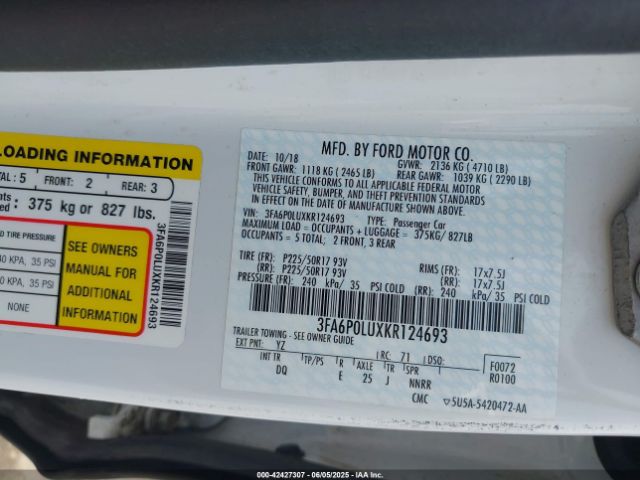 LOADING INFORMATION
TAL: 5 FRONT: 2 REAR: 3
375 kg or 827 lbs.
TIRE PRESSURE
SEE OWNERS
MANUAL FOR
ADDITIONAL
INFORMATION
KPA, 35 PSI
KPA, 35 PSI
NONE
3FA6P0LUXKR124693
MFD. BY FORD MOTOR CO.
DATE: 10/18 GVWR: 2136 KG ( 4710 LB)
FRONT GAWR: 1118 KG ( 2465 LB) REAR GAWR: 1039 KG ( 2290 LB)
THIS VEHICLE CONFORMS TO ALL APPLICABLE FEDERAL MOTOR
VEHICLE SAFETY, BUMPER, AND THEFT PREVENTION STANDARDS
IN EFFECT ON THE DATE OF MANUFACTURE SHOWN ABOVE.
VIN: 3FA6P0LUXKR124693 TYPE: Passenger Car
MAXIMUM LOAD = OCCUPANTS + LUGGAGE = 375KG/ 827LB
OCCUPANTS = 5 TOTAL; 2 FRONT, 3 REAR
TIRE (FR): P225/50R17 93V RIMS (FR): 17x7.5J
(RR): P225/50R17 93V (RR): 17x7.5J
PRESSURE (FR): 240 kPa/ 35 PSI COLD (RR): 240 kPa/ 35 PSI COLD
3FA6P0LUXKR124693
TRAILER TOWING - SEE OWNER GUIDE
EXT PNT: YZ RC: 71 DSO: F0072
INT TR TP/PS R AXLE TR SPR R0100
DQ E 25 J NNRR
CMC 5U5A-5420472-AA
000-42427307 - 06/05/2025 - IAA Inc.